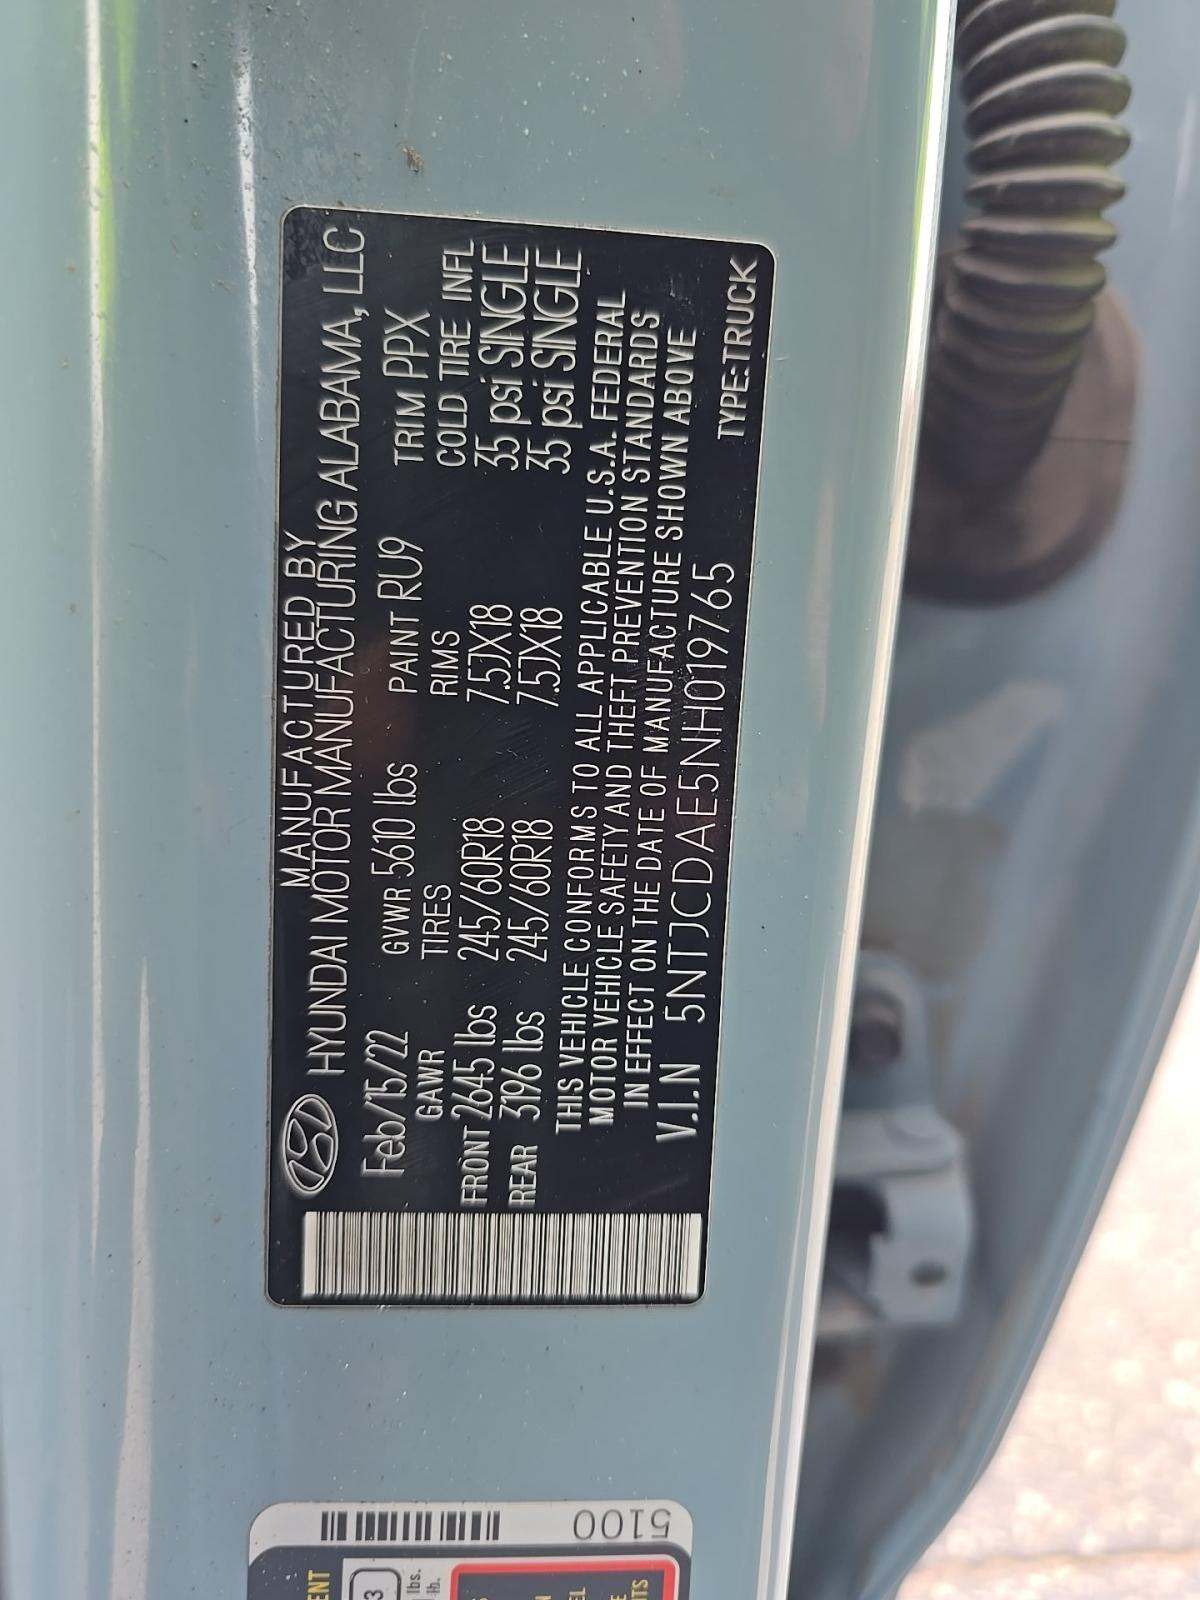 MANUFACTURED BY
HYUNDAI MOTOR MANUFACTURING ALABAMA, LLC
Feb/15/22 GVWR 5610 lbs PAINT RU9 TRIM PPX
GAWR TIRES RIMS COLD TIRE INFL
FRONT 2645 lbs 245/60R18 7.5JX18 35 psi SINGLE
REAR 3196 lbs 245/60R18 7.5JX18 35 psi SINGLE
THIS VEHICLE CONFORMS TO ALL APPLICABLE U.S.A. FEDERAL
MOTOR VEHICLE SAFETY AND THEFT PREVENTION STANDARDS
IN EFFECT ON THE DATE OF MANUFACTURE SHOWN ABOVE
V.I.N 5NTJCDAE5NH019765 TYPE:TRUCK
5100
3
lbs.
lb.